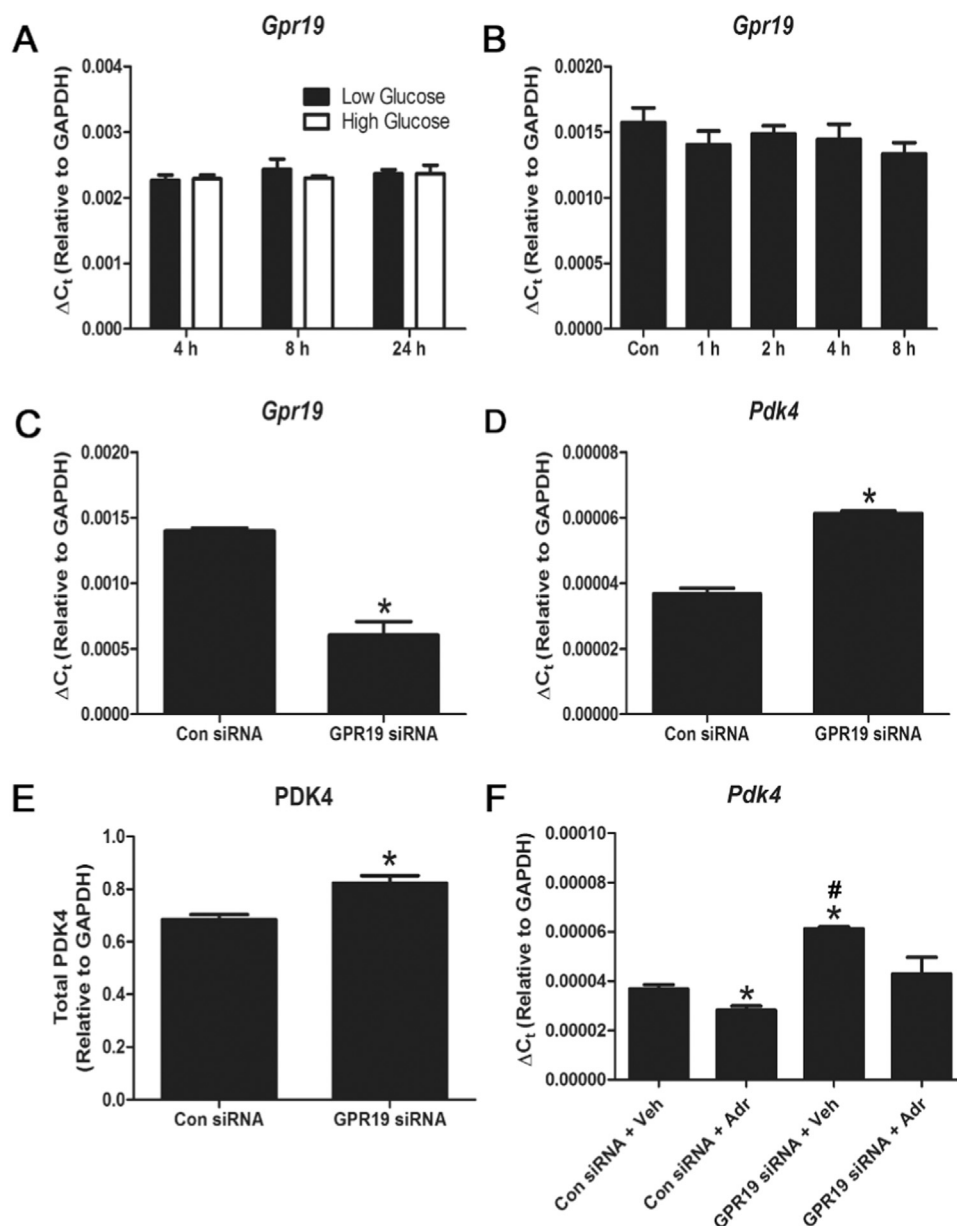 A
Gpr19
ΔCt (Relative to GAPDH)
0.004
0.003
0.002
0.001
0.000
Low Glucose
High Glucose
4 h 8 h 24 h
B
Gpr19
ΔCt (Relative to GAPDH)
0.0020
0.0015
0.0010
0.0005
0.0000
Con 1 h 2 h 4 h 8 h
C
Gpr19
ΔCt (Relative to GAPDH)
0.0020
0.0015
0.0010
0.0005
0.0000
*
Con siRNA GPR19 siRNA
D
Pdk4
ΔCt (Relative to GAPDH)
0.00008
0.00006
0.00004
0.00002
0.00000
*
Con siRNA GPR19 siRNA
E
PDK4
Total PDK4
(Relative to GAPDH)
1.0
0.8
0.6
0.4
0.2
0.0
*
Con siRNA GPR19 siRNA
F
Pdk4
ΔCt (Relative to GAPDH)
0.00010
0.00008
0.00006
0.00004
0.00002
0.00000
*
#
*
Con siRNA + Veh
Con siRNA + Adr
GPR19 siRNA + Veh
GPR19 siRNA + Adr